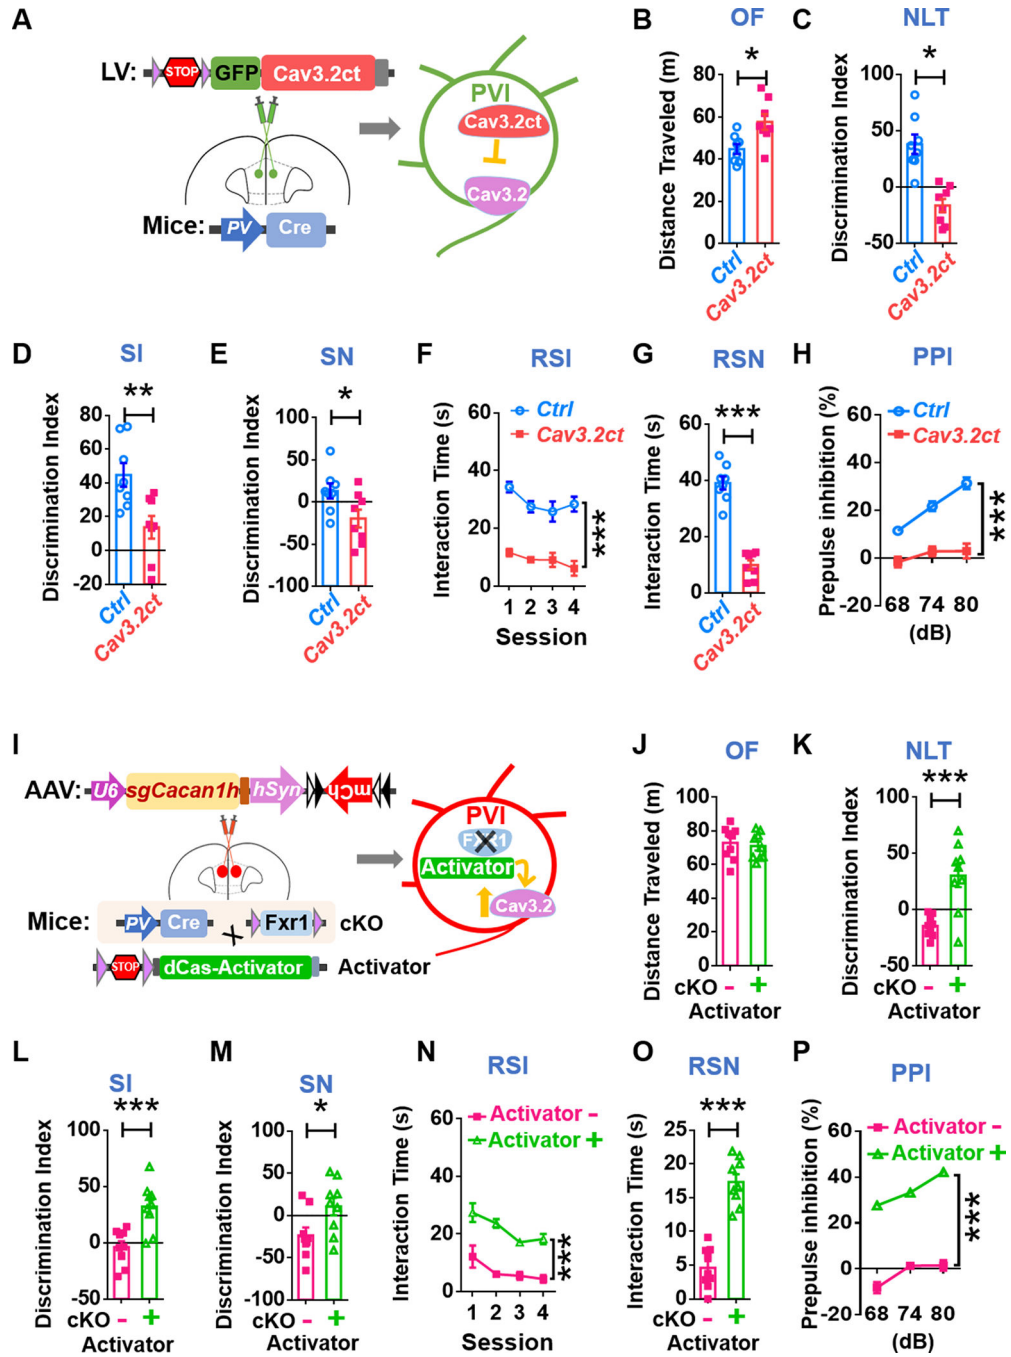 A
LV: STOP GFP Cav3.2ct
PVI
Cav3.2ct
Cav3.2
Mice: PV Cre
B OF
Distance Traveled (m)
80
60
40
20
0
*
Ctrl
Cav3.2ct
C NLT
Discrimination Index
100
50
0
-50
*
Ctrl
Cav3.2ct
D SI
Discrimination Index
80
60
40
20
0
-20
**
Ctrl
Cav3.2ct
E SN
Discrimination Index
100
50
0
-50
-100
*
Ctrl
Cav3.2ct
F RSI
Interaction Time (s)
60
40
20
0
Ctrl
Cav3.2ct
***
1 2 3 4
Session
G RSN
Interaction Time (s)
60
40
20
0
***
Ctrl
Cav3.2ct
H PPI
Prepulse inhibition (%)
60
40
20
0
-20
Ctrl
Cav3.2ct
***
68 74 80
(dB)
I
AAV: U6 sgCacan1h hSyn mCh
PVI
Fxr1
Activator
Cav3.2
Mice: PV Cre x Fxr1 cKO
STOP dCas-Activator Activator
J OF
Distance Traveled (m)
100
80
60
40
20
0
cKO - +
Activator
K NLT
Discrimination Index
100
50
0
-50
***
cKO - +
Activator
L SI
Discrimination Index
100
50
0
-50
***
cKO - +
Activator
M SN
Discrimination Index
100
50
0
-50
-100
*
cKO - +
Activator
N RSI
Interaction Time (s)
60
40
20
0
Activator -
Activator +
***
1 2 3 4
Session
O RSN
Interaction Time (s)
25
20
15
10
5
0
***
cKO - +
Activator
P PPI
Prepulse inhibition (%)
60
40
20
0
-20
Activator -
Activator +
***
68 74 80
(dB)